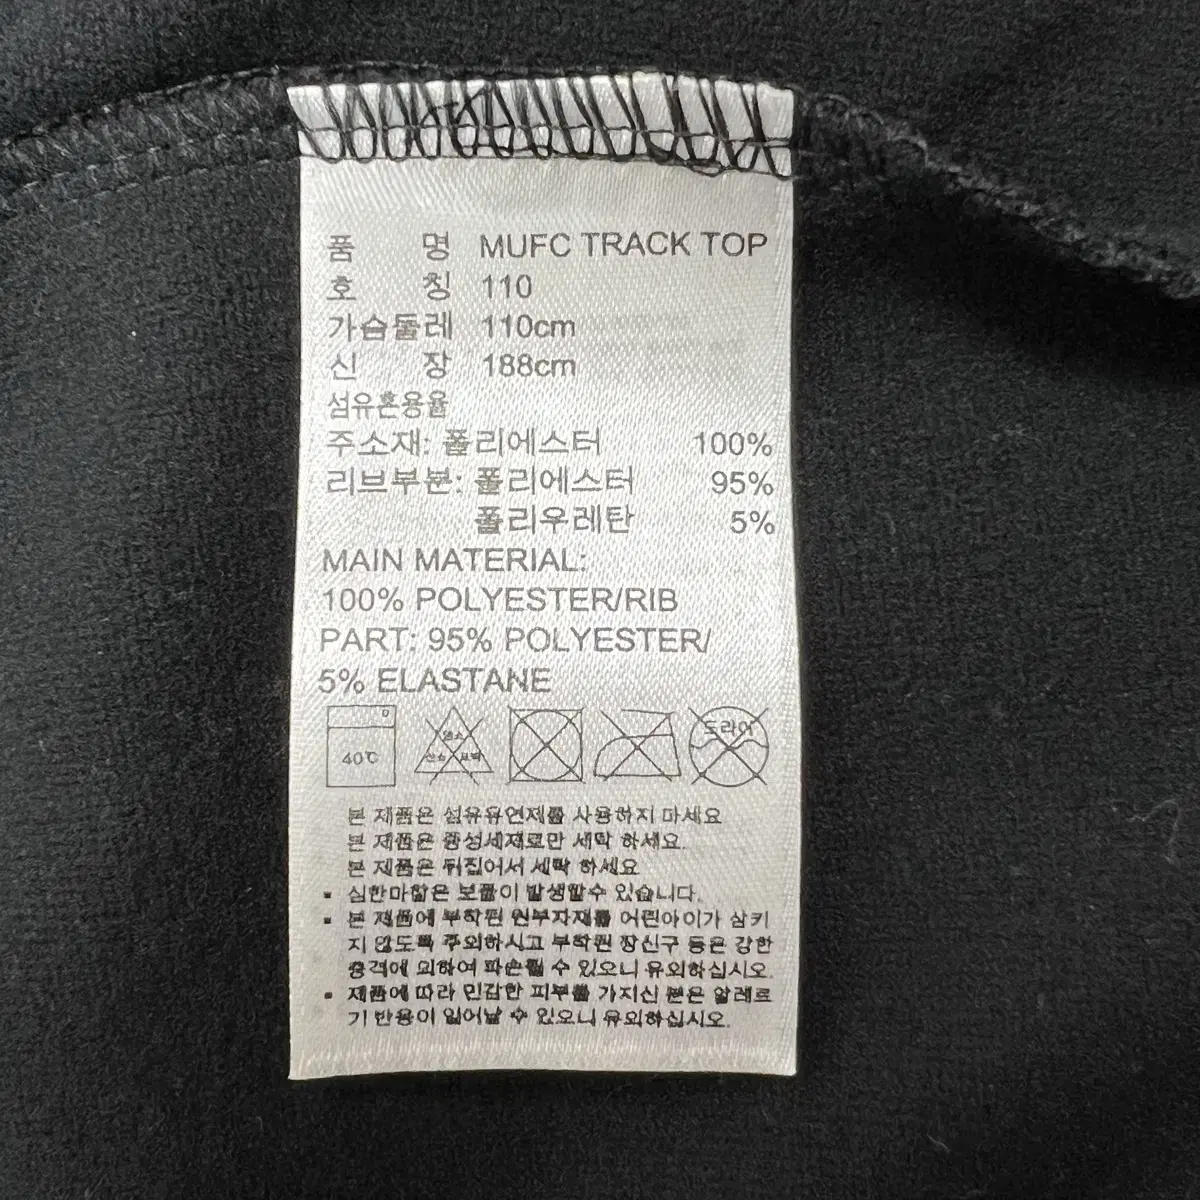 품 명 MUFC TRACK TOP
호 칭 110
가슴둘레 110cm
신 장 188cm
섬유혼용율
주소재: 폴리에스터 100%
리브부분: 폴리에스터 95%
폴리우레탄 5%
MAIN MATERIAL:
100% POLYESTER/RIB
PART: 95% POLYESTER/
5% ELASTANE
40℃ 염소 산소 표백 드라이
본 제품은 섬유유연제를 사용하지 마세요
본 제품은 중성세제로만 세탁 하세요.
본 제품은 뒤집어서 세탁 하세요
▪ 심한마찰은 보풀이 발생할수 있습니다.
▪ 본 제품에 부착된 원부자재를 어린아이가 삼키
지 않도록 주의하시고 부착된 장신구 등은 강한
충격에 의하여 파손될 수 있으니 유의하십시오.
▪ 제품에 따라 민감한 피부를 가지신 분은 알레르
기 반응이 일어날 수 있으니 유의하십시오.